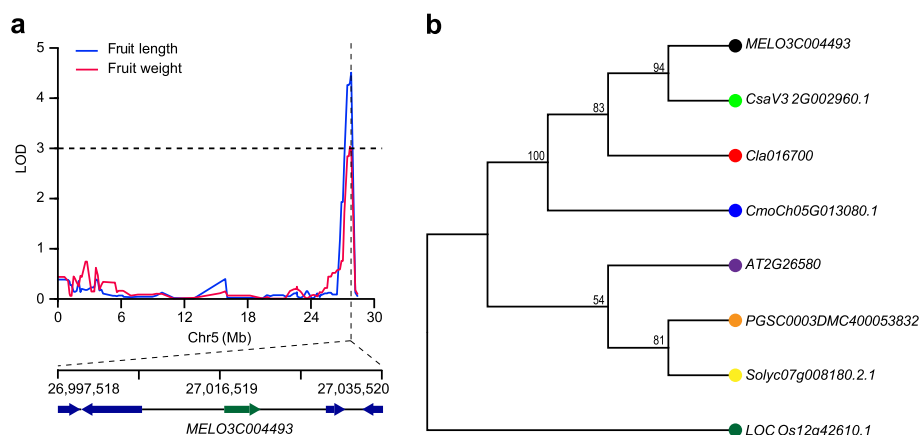 a
b
5
4
3
2
1
0
LOD
Fruit length
Fruit weight
0 6 12 18 24 30
Chr5 (Mb)
26,997,518 27,016,519 27,035,520
MELO3C004493
MELO3C004493
CsaV3 2G002960.1
Cla016700
CmoCh05G013080.1
AT2G26580
PGSC0003DMC400053832
Solyc07g008180.2.1
LOC Os12g42610.1
94
83
100
54
81